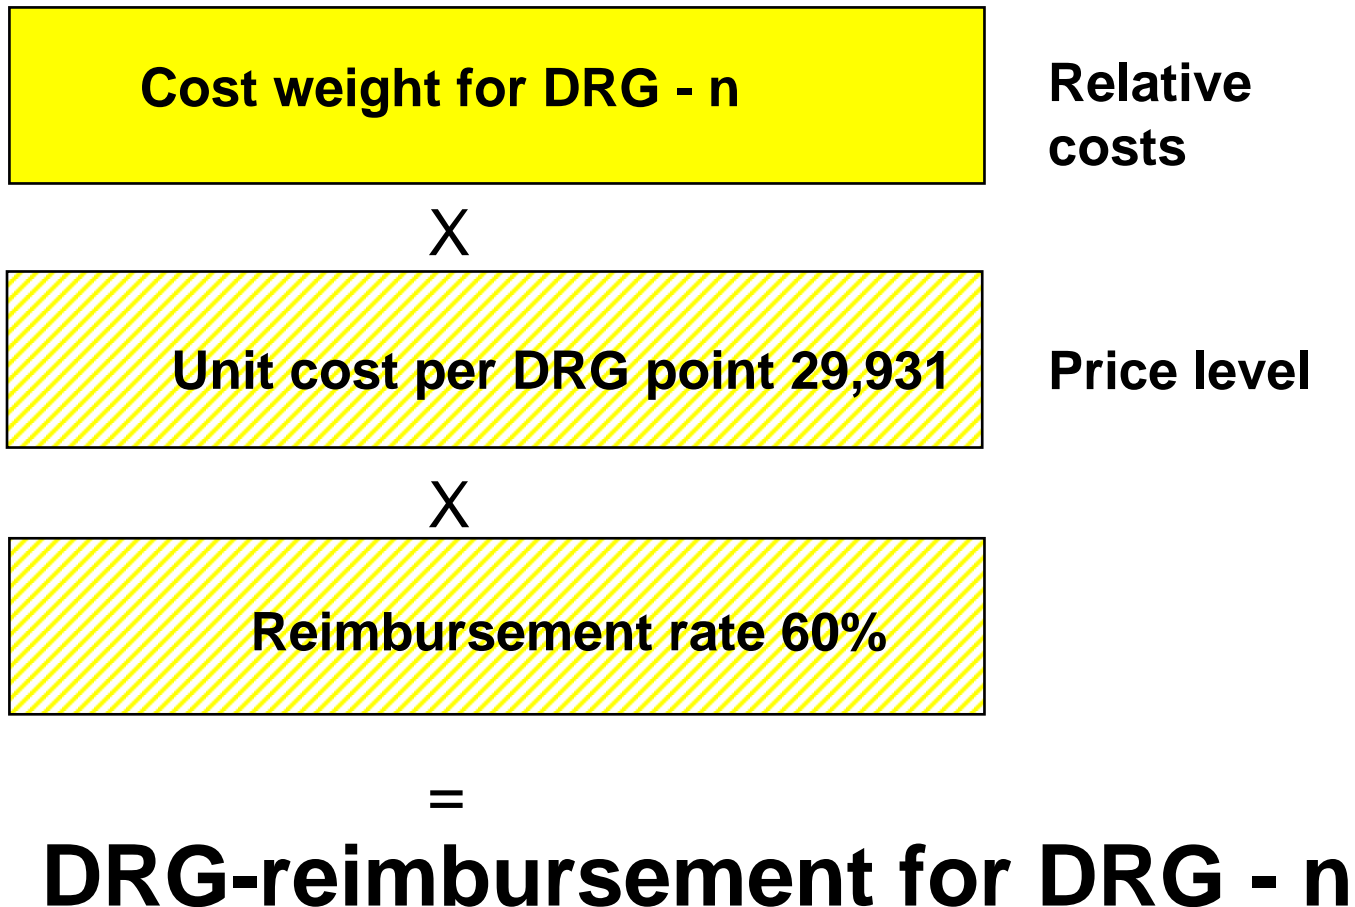 Cost weight for DRG - n
Relative
costs
X
Unit cost per DRG point 29,931
Price level
X
Reimbursement rate 60%
=
DRG-reimbursement for DRG - n